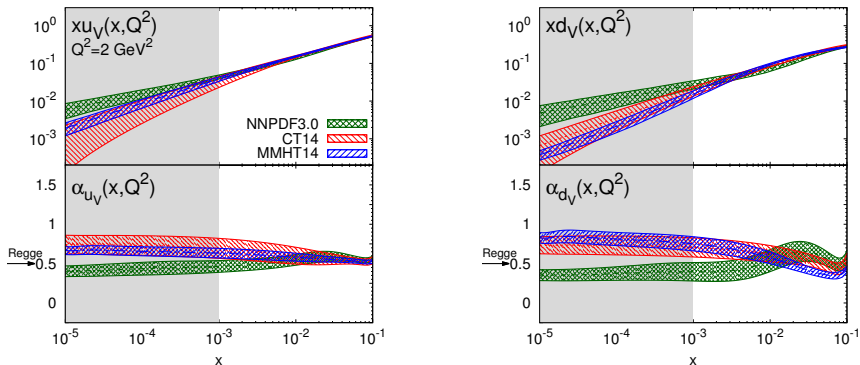 xu_V(x,Q^2)
Q^2=2 GeV^2
10^0
10^-1
10^-2
10^-3
NNPDF3.0
CT14
MMHT14
α_{u_V}(x,Q^2)
1.5
1
0.5
0
Regge
10^-5 10^-4 10^-3 10^-2 10^-1
x
xd_V(x,Q^2)
10^0
10^-1
10^-2
10^-3
α_{d_V}(x,Q^2)
1.5
1
0.5
0
Regge
10^-5 10^-4 10^-3 10^-2 10^-1
x